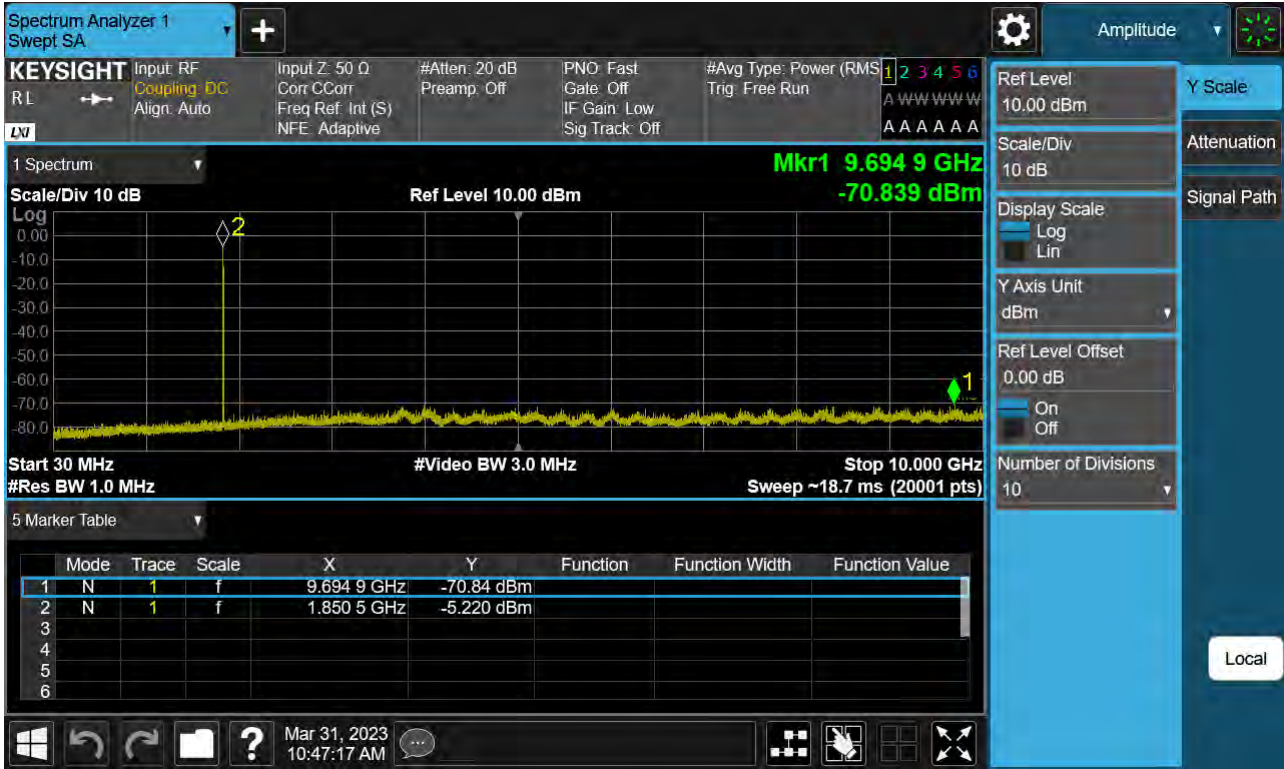 Spectrum Analyzer 1
Swept SA
Amplitude
KEYSIGHT
R L
LXI
Input: RF
Coupling: DC
Align: Auto
Input Z: 50 Ω
Corr CCorr
Freq Ref: Int (S)
NFE: Adaptive
#Atten: 20 dB
Preamp: Off
PNO: Fast
Gate: Off
IF Gain: Low
Sig Track: Off
#Avg Type: Power (RMS
Trig: Free Run
1 2 3 4 5 6
A W W W W W
A A A A A A
1 Spectrum
Mkr1 9.694 9 GHz
-70.839 dBm
Scale/Div 10 dB
Ref Level 10.00 dBm
Log
0.00
-10.0
-20.0
-30.0
-40.0
-50.0
-60.0
-70.0
-80.0
2
1
Start 30 MHz
#Video BW 3.0 MHz
Stop 10.000 GHz
#Res BW 1.0 MHz
Sweep ~18.7 ms (20001 pts)
5 Marker Table
Mode Trace Scale X Y Function Function Width Function Value
1 N 1 f 9.694 9 GHz -70.84 dBm
2 N 1 f 1.850 5 GHz -5.220 dBm
3
4
5
6
?
Mar 31, 2023
10:47:17 AM
Ref Level
10.00 dBm
Scale/Div
10 dB
Display Scale
Log
Lin
Y Axis Unit
dBm
Ref Level Offset
0.00 dB
On
Off
Number of Divisions
10
Y Scale
Attenuation
Signal Path
Local